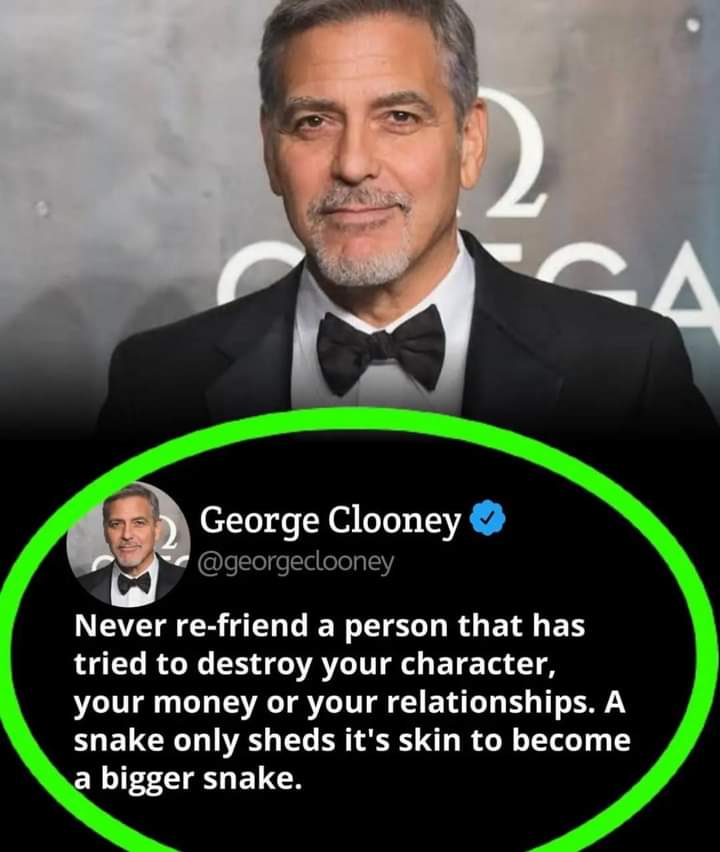 Ω
OMEGA
George Clooney
@georgeclooney
Never re-friend a person that has
tried to destroy your character,
your money or your relationships. A
snake only sheds it's skin to become
a bigger snake.